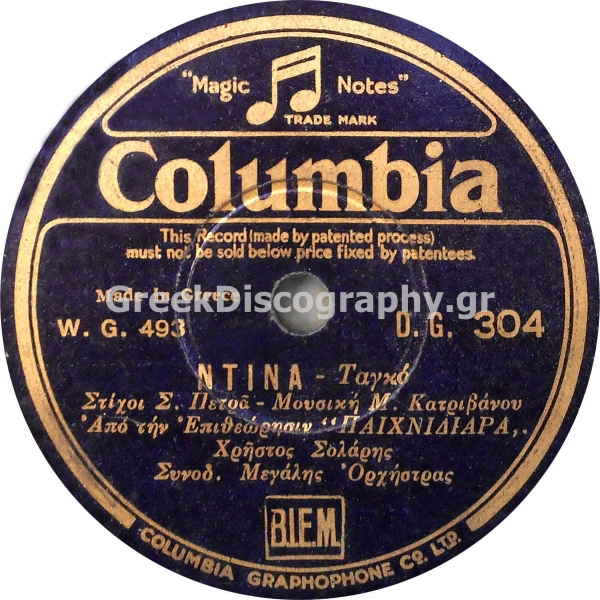 "Magic Notes"
TRADE MARK
Columbia
This Record (made by patented process)
must not be sold below price fixed by patentees.
Made in Greece
GreekDiscography.gr
W. G. 493 D. G. 304
ΝΤΙΝΑ - Ταγκό
Στίχοι Σ. Πετρᾶ - Μουσική Μ. Κατριβάνου
Ἀπό τήν Ἐπιθεώρησιν "ΠΑΙΧΝΙΔΙΑΡΑ,.
Χρῆστος Σολάρης
Συνοδ. Μεγάλης Ὀρχήστρας
B.I.E.M.
COLUMBIA GRAPHOPHONE CO. LTD.